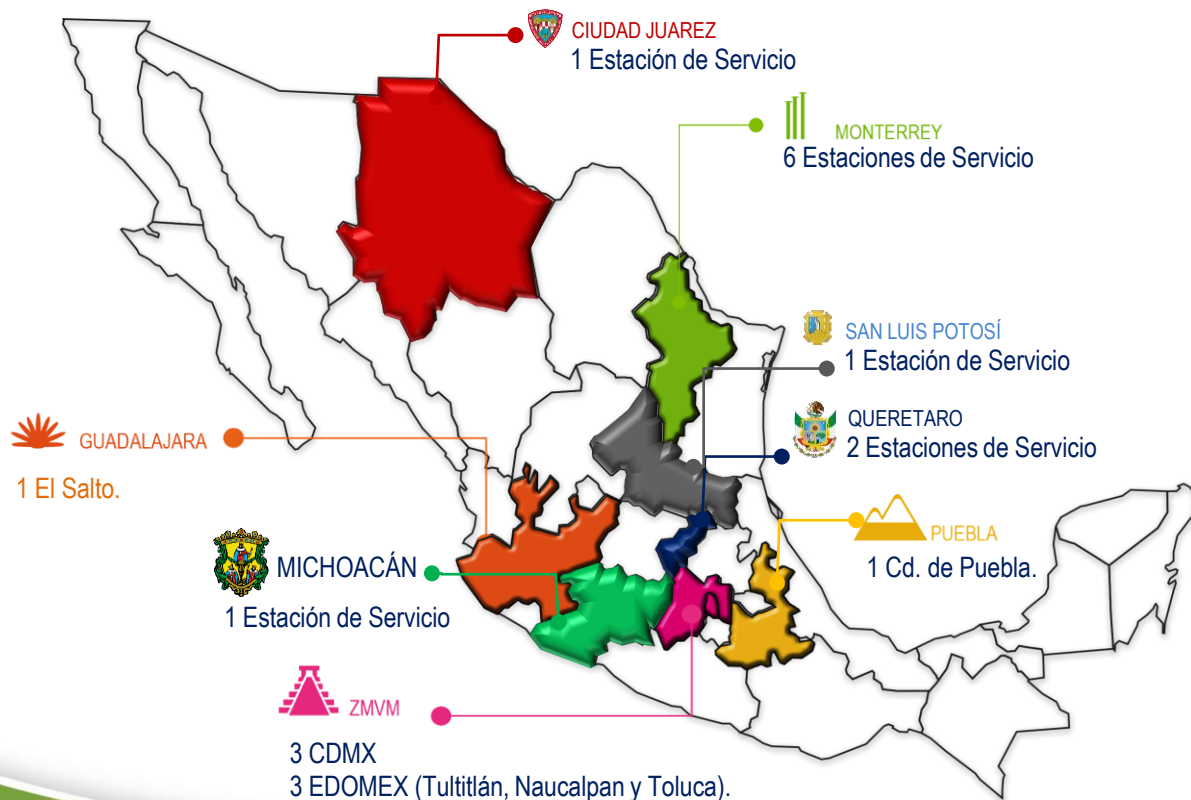 CIUDAD JUAREZ
1 Estación de Servicio
MONTERREY
6 Estaciones de Servicio
SAN LUIS POTOSÍ
1 Estación de Servicio
QUERETARO
2 Estaciones de Servicio
GUADALAJARA
1 El Salto.
PUEBLA
1 Cd. de Puebla.
MICHOACÁN
1 Estación de Servicio
ZMVM
3 CDMX
3 EDOMEX (Tultitlán, Naucalpan y Toluca).